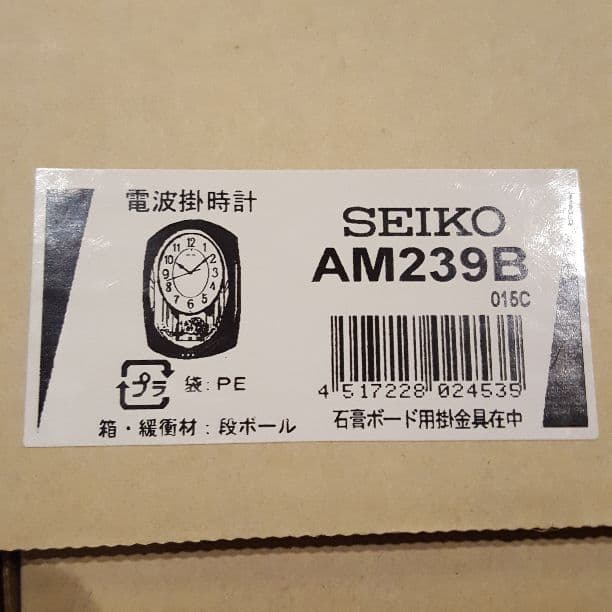 電波掛時計
SEIKO
AM239B
015C
プラ 袋:PE
4 517228 024535
箱・緩衝材:段ボール
石膏ボード用掛金具在中